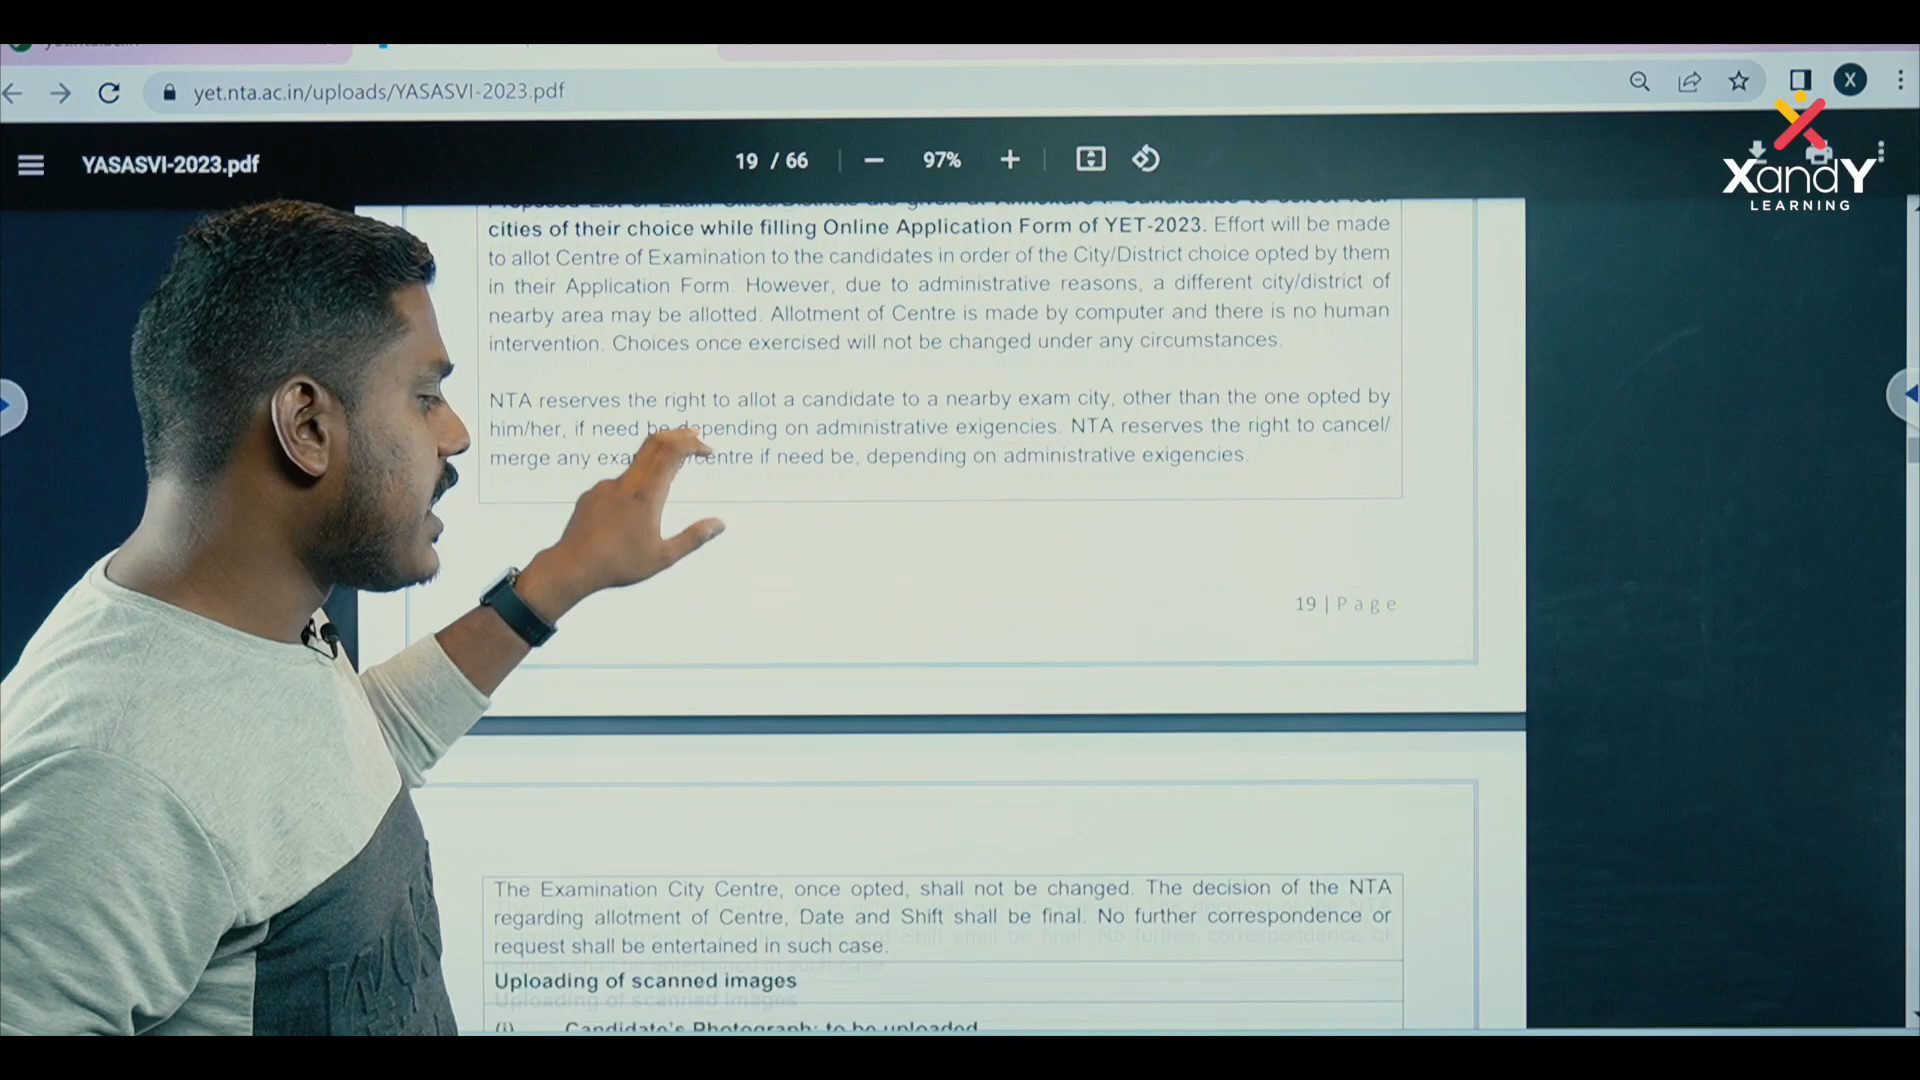 yet.nta.ac.in/uploads/YASASVI-2023.pdf
X
YASASVI-2023.pdf
19 / 66
97%
XandY
LEARNING
cities of their choice while filling Online Application Form of YET-2023. Effort will be made
to allot Centre of Examination to the candidates in order of the City/District choice opted by them
in their Application Form. However, due to administrative reasons, a different city/district of
nearby area may be allotted. Allotment of Centre is made by computer and there is no human
intervention. Choices once exercised will not be changed under any circumstances.
NTA reserves the right to allot a candidate to a nearby exam city, other than the one opted by
him/her, if need be depending on administrative exigencies. NTA reserves the right to cancel/
merge any /centre if need be, depending on administrative exigencies.
19 | Page
The Examination City Centre, once opted, shall not be changed. The decision of the NTA
regarding allotment of Centre, Date and Shift shall be final. No further correspondence or
request shall be entertained in such case.
Uploading of scanned images
(i) Candidate's Photograph: to be uploaded